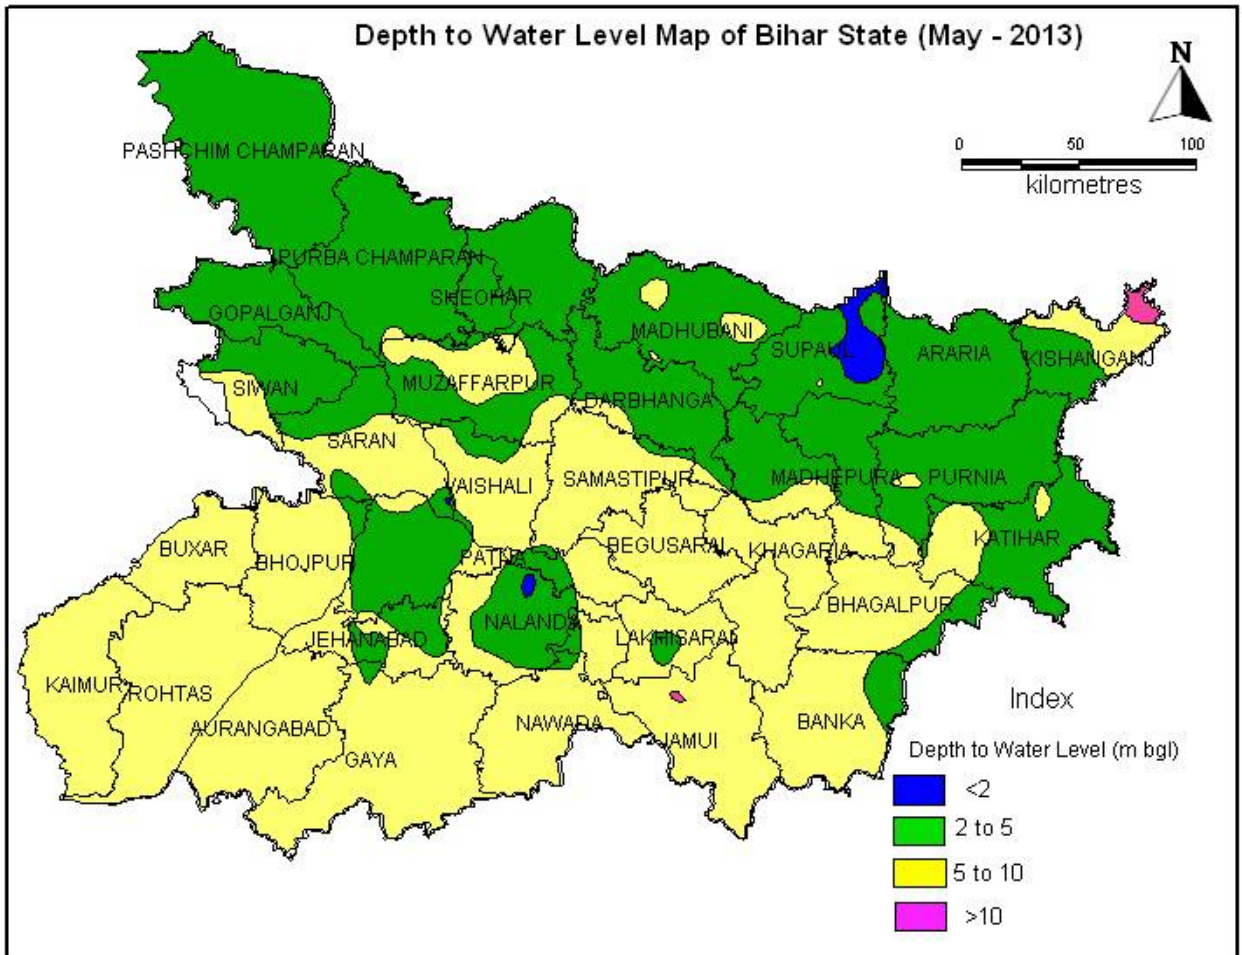 Depth to Water Level Map of Bihar State (May - 2013)
N
0 50 100
kilometres
PASHCHIM CHAMPARAN
PURBA CHAMPARAN
SHEOHAR
GOPALGANJ
MADHUBANI
SUPAUL
ARARIA
KISHANGANJ
SIWAN
MUZAFFARPUR
DARBHANGA
SARAN
VAISHALI
SAMASTIPUR
MADHEPURA
PURNIA
KATIHAR
BUXAR
BHOJPUR
PATNA
BEGUSARAI
KHAGARIA
BHAGALPUR
JEHANABAD
NALANDA
LAKHISARAI
KAIMUR
ROHTAS
AURANGABAD
GAYA
NAWADA
JAMUI
BANKA
Index
Depth to Water Level (m bgl)
<2
2 to 5
5 to 10
>10